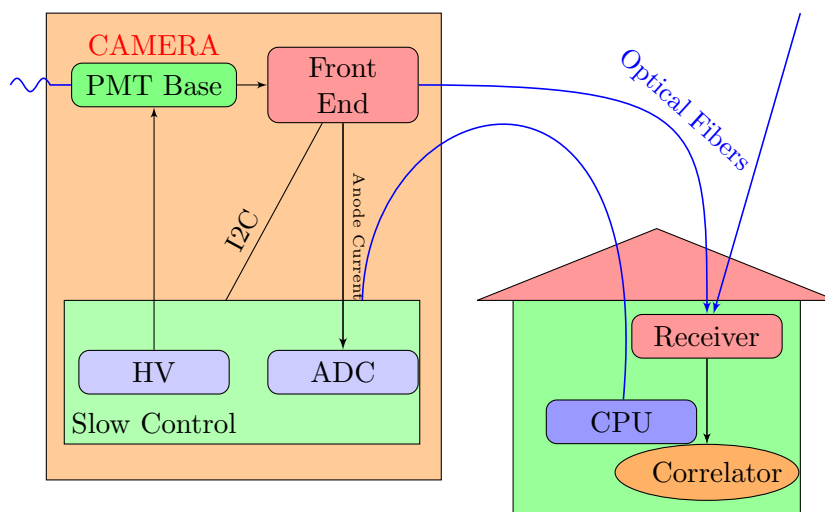 CAMERA
PMT Base
Front
End
Optical Fibers
I2C
Anode Current
HV
ADC
Slow Control
Receiver
CPU
Correlator